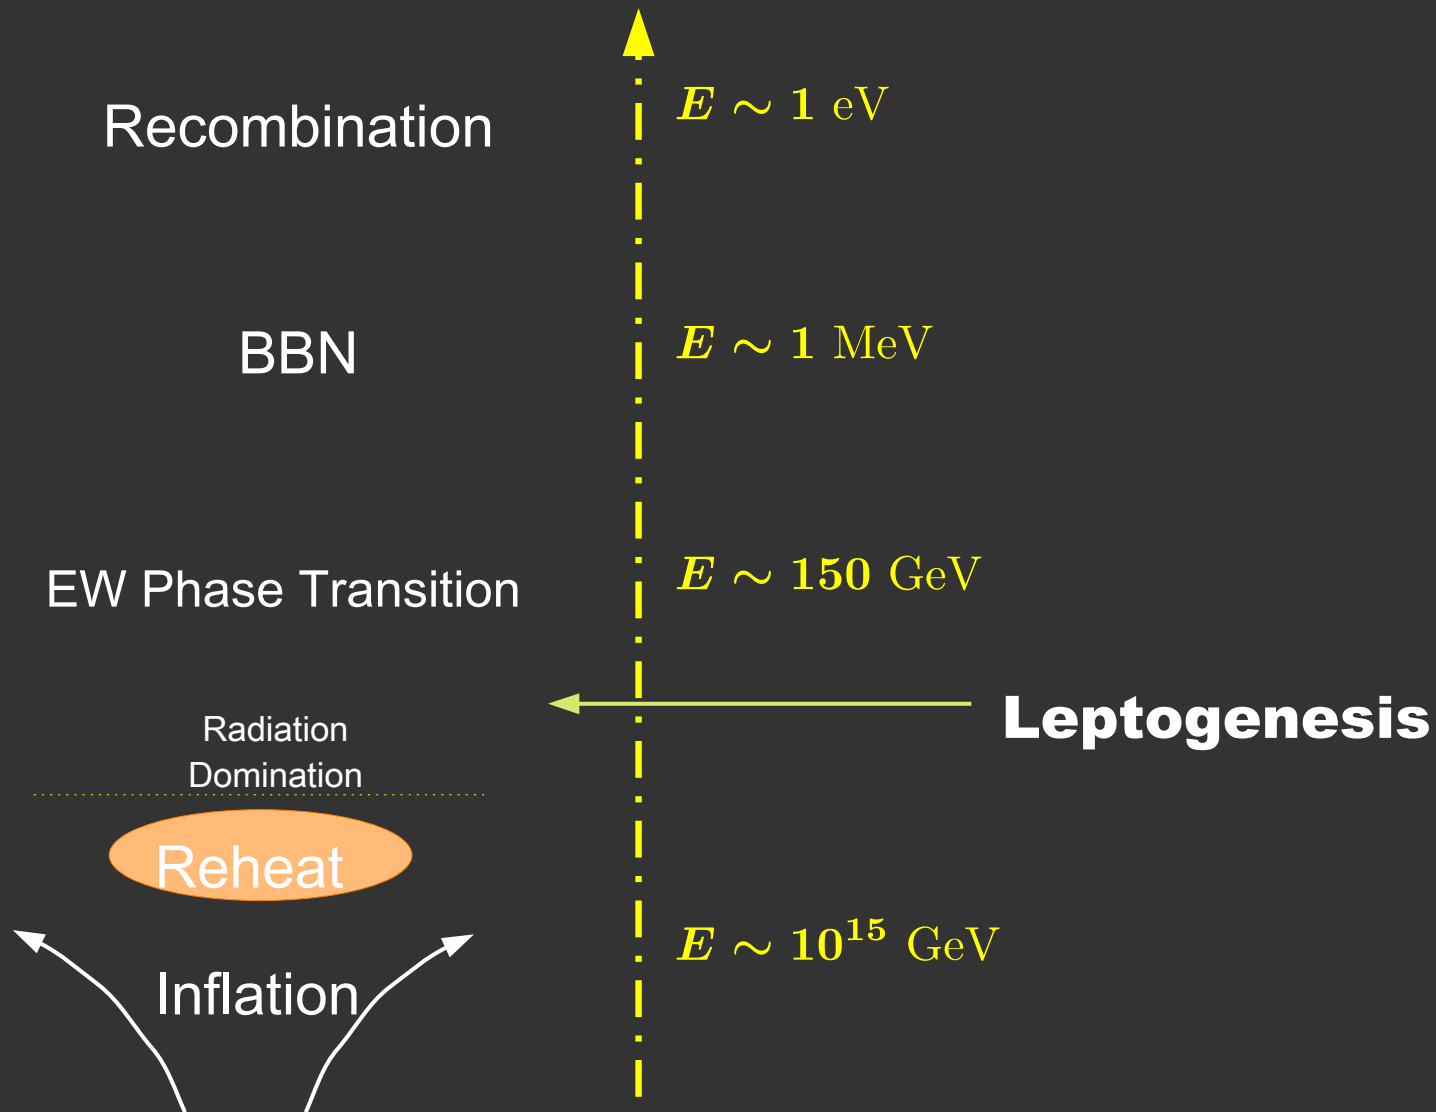 Recombination
E ∼ 1 eV
BBN
E ∼ 1 MeV
EW Phase Transition
E ∼ 150 GeV
Leptogenesis
Radiation
Domination
Reheat
E ∼ 10¹⁵ GeV
Inflation